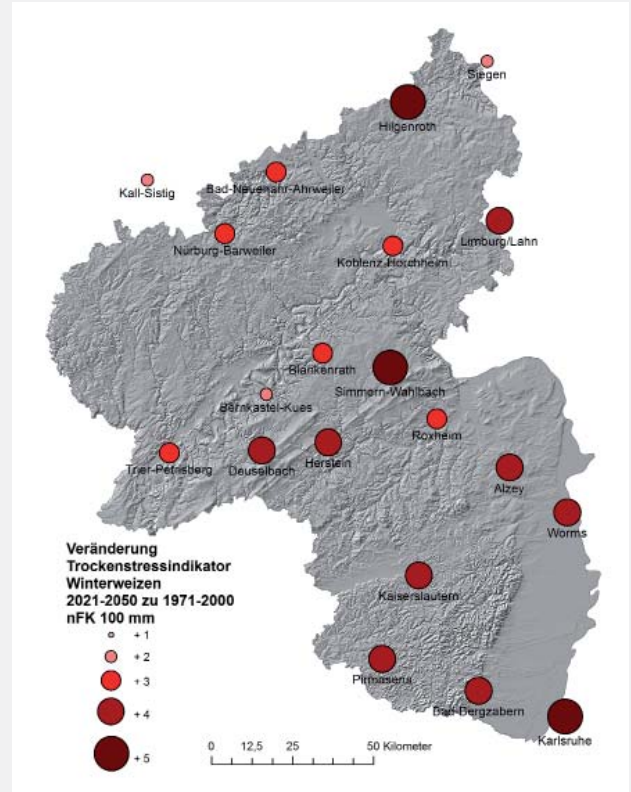 Siegen
Hilgenroth
Bad-Neuenahr-Ahrweiler
Kall-Sistig
Limburg/Lahn
Nürburg-Barweiler
Koblenz-Horchheim
Blankenrath
Simmern-Wahlbach
Bernkastel-Kues
Roxheim
Trier-Petrisberg
Deuselbach
Herstein
Alzey
Worms
Kaiserslautern
Pirmasens
Bad-Bergzabern
Karlsruhe
Veränderung
Trockenstressindikator
Winterweizen
2021-2050 zu 1971-2000
nFK 100 mm
+ 1
+ 2
+ 3
+ 4
+ 5
0 12,5 25 50 Kilometer